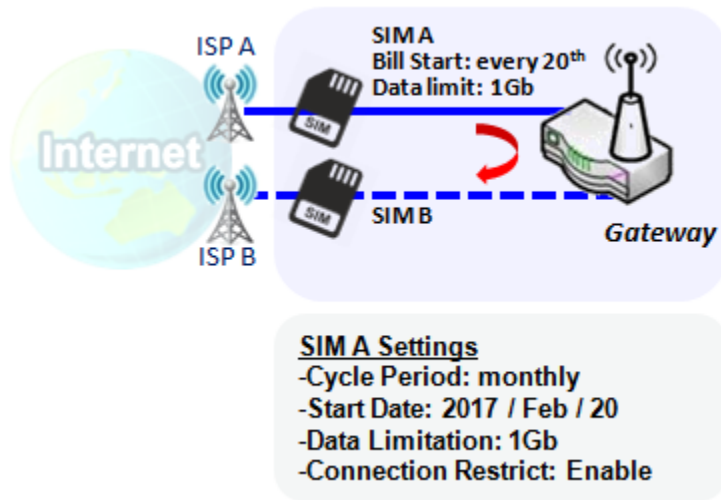 ISP A
SIM A
Bill Start: every 20th
Data limit: 1Gb
SIM
Internet
SIM
SIM B
Gateway
ISP B
SIM A Settings
-Cycle Period: monthly
-Start Date: 2017 / Feb / 20
-Data Limitation: 1Gb
-Connection Restrict: Enable